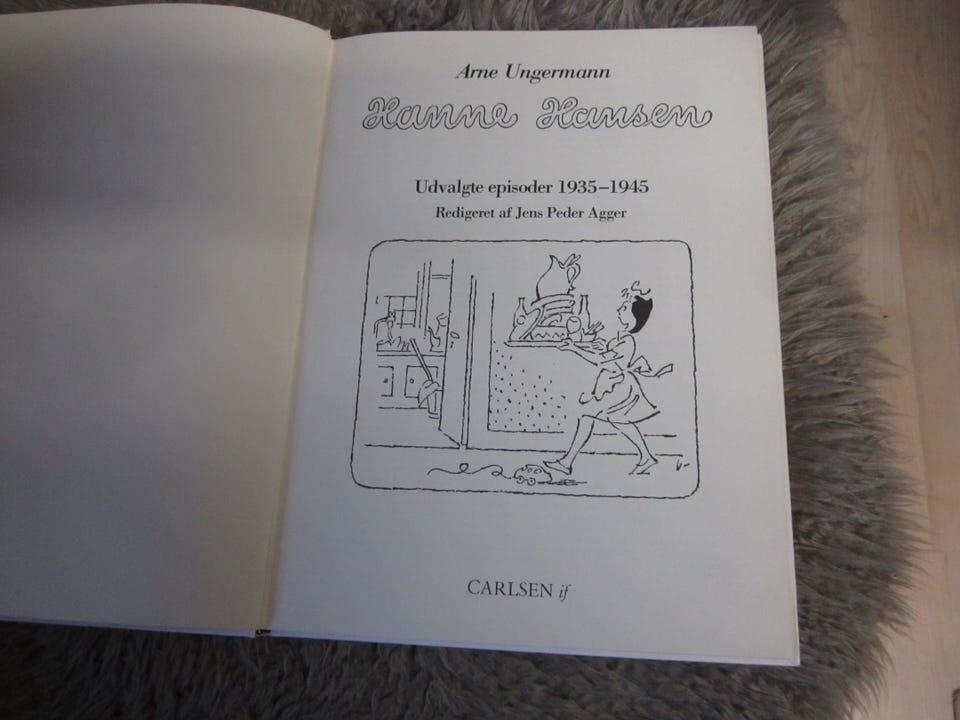 Arne Ungermann
Hanne Hansen
Udvalgte episoder 1935–1945
Redigeret af Jens Peder Agger
CARLSEN if